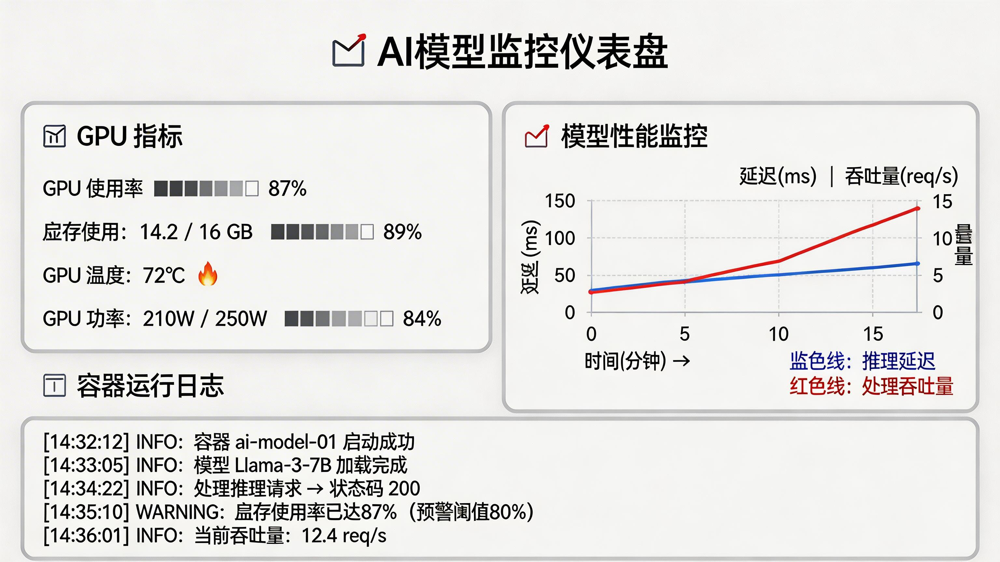 AI模型监控仪表盘
GPU 指标
GPU 使用率 87%
存使用：14.2 / 16 GB 89%
GPU 温度：72℃
GPU 功率：210W / 250W 84%
模型性能监控
延迟(ms) | 吞吐量(req/s)
150
100
50
0
(ms)
15
10
5
0
量
0 5 10 15
时间(分钟) →
监色线：推理延迟
红色线：处理吞吐量
容器运行日志
[14:32:12] INFO：容器 ai-model-01 启动成功
[14:33:05] INFO：模型 Llama-3-7B 加载完成
[14:34:22] INFO：处理推理请求 → 状态码 200
[14:35:10] WARNING：存使用率已达87%（预警值80%）
[14:36:01] INFO：当前吞吐量：12.4 req/s